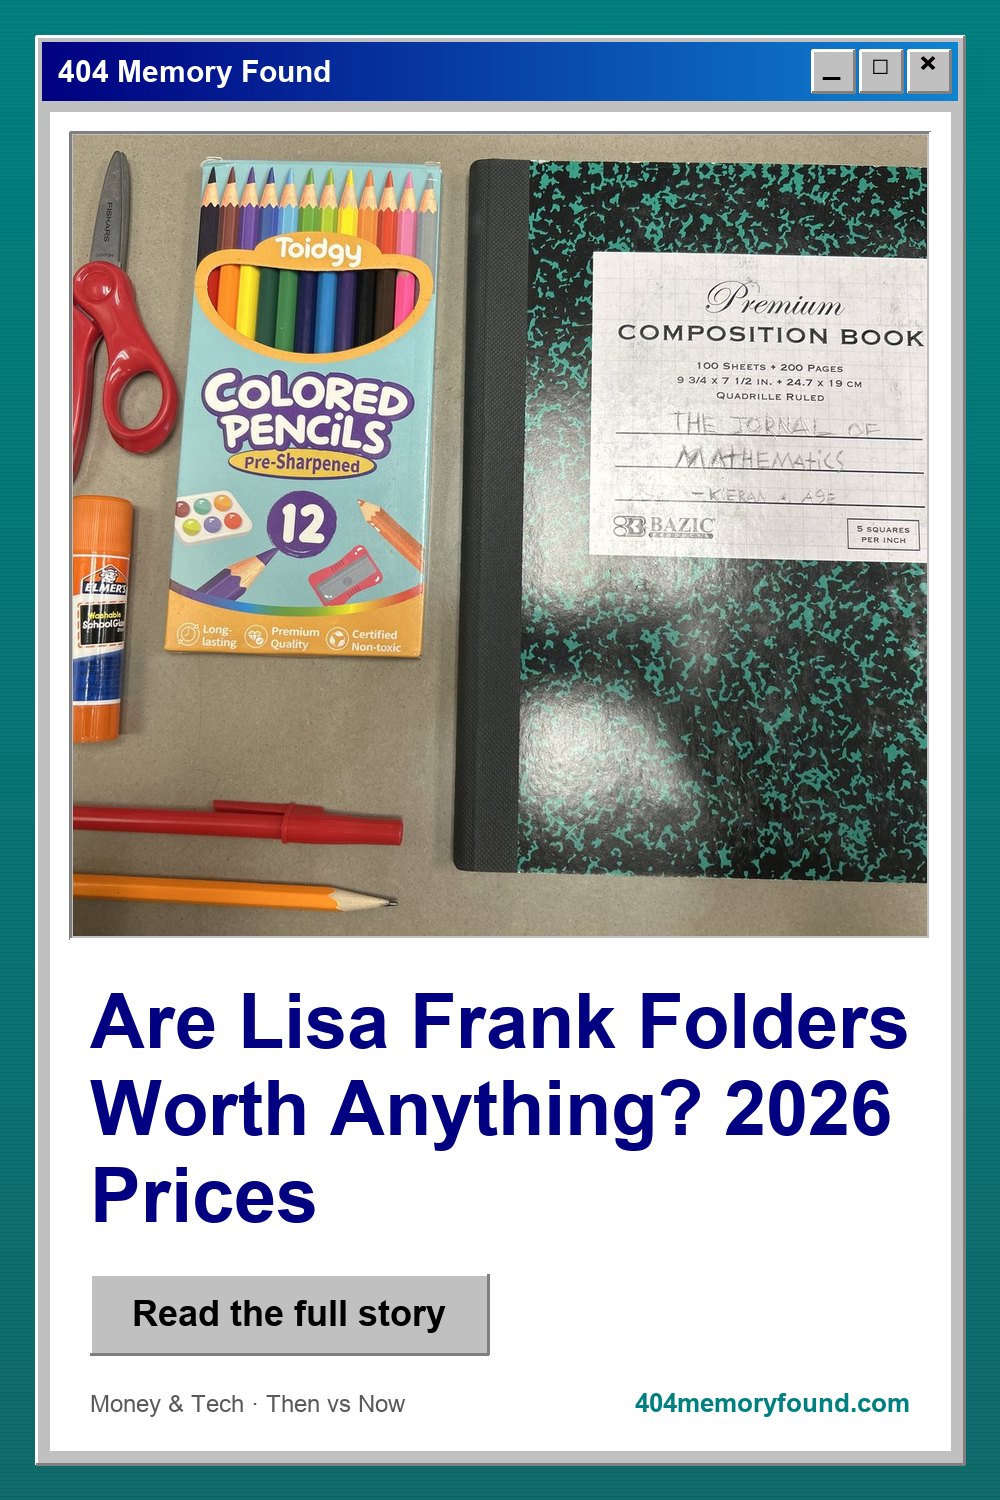 404 Memory Found
FISKARS
Toidgy
COLORED
PENCILS
Pre-Sharpened
12
Long-lasting
Premium Quality
Certified Non-toxic
ELMER'S
Washable
School Glue
Premium
COMPOSITION BOOK
100 SHEETS • 200 PAGES
9 3/4 X 7 1/2 IN. • 24.7 X 19 CM
QUADRILLE RULED
THE JORNAL OF
MATHEMATICS
- KIERAN
BAZIC
PRODUCTS
5 SQUARES
PER INCH
Are Lisa Frank Folders
Worth Anything? 2026
Prices
Read the full story
Money & Tech · Then vs Now
404memoryfound.com